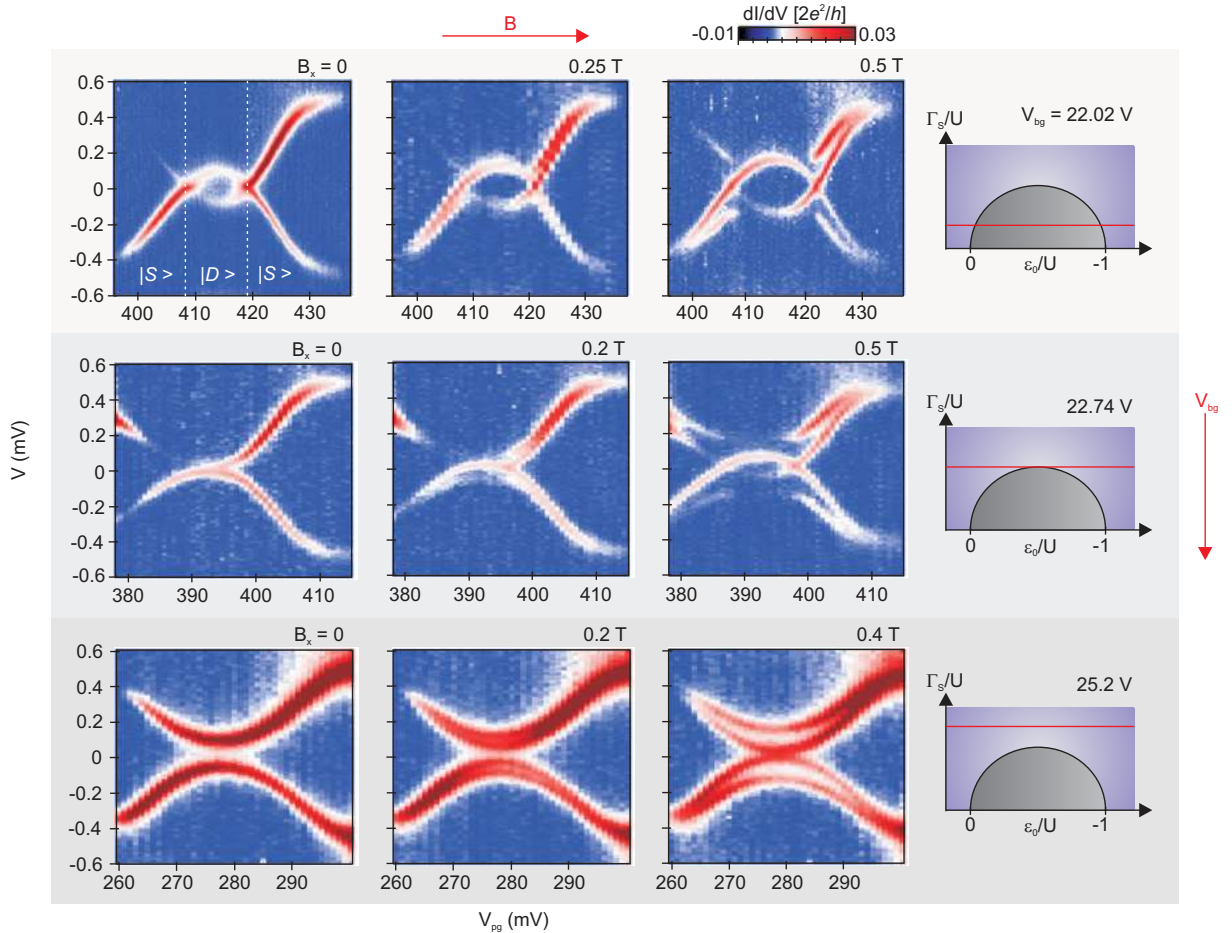 B
dI/dV [2e²/h]
-0.01 0.03
Bₓ = 0 0.25 T 0.5 T
0.6
0.4
0.2
0
-0.2
-0.4
-0.6
|S > |D > |S >
400 410 420 430
400 410 420 430
400 410 420 430
Γₛ/U V_bg = 22.02 V
0 ε₀/U -1
Bₓ = 0 0.2 T 0.5 T
0.6
0.4
0.2
0
-0.2
-0.4
-0.6
380 390 400 410
380 390 400 410
380 390 400 410
Γₛ/U 22.74 V
0 ε₀/U -1
V (mV)
V_bg
Bₓ = 0 0.2 T 0.4 T
0.6
0.4
0.2
0
-0.2
-0.4
-0.6
260 270 280 290
260 270 280 290
260 270 280 290
Γₛ/U 25.2 V
0 ε₀/U -1
V_pg (mV)